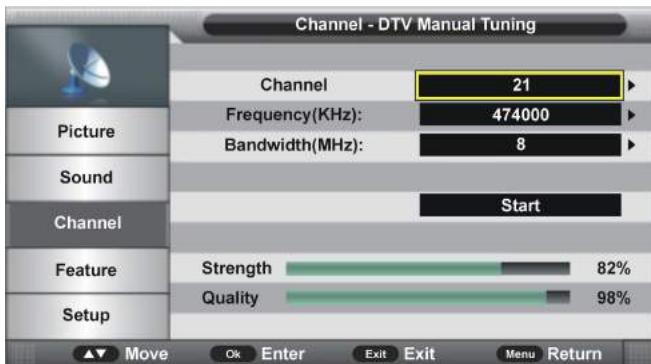 Channel - DTV Manual Tuning
Channel 21
Frequency(KHz): 474000
Bandwidth(MHz): 8
Start
Strength 82%
Quality 98%
Picture
Sound
Channel
Feature
Setup
Move Ok Enter Exit Exit Menu Return